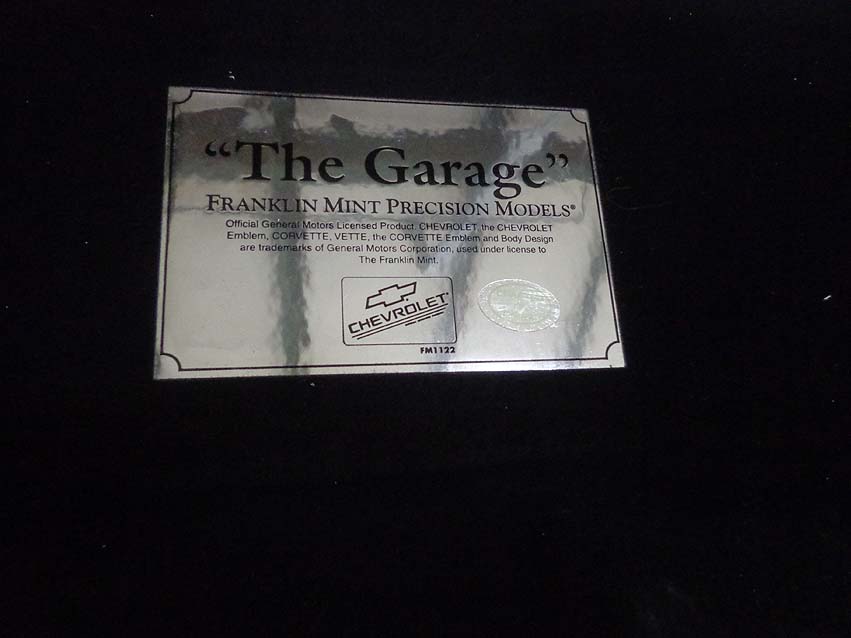 “The Garage”
FRANKLIN MINT PRECISION MODELS®
Official General Motors Licensed Product. CHEVROLET, the CHEVROLET
Emblem, CORVETTE, VETTE, the CORVETTE Emblem and Body Design
are trademarks of General Motors Corporation, used under license to
The Franklin Mint.
CHEVROLET
FM1122